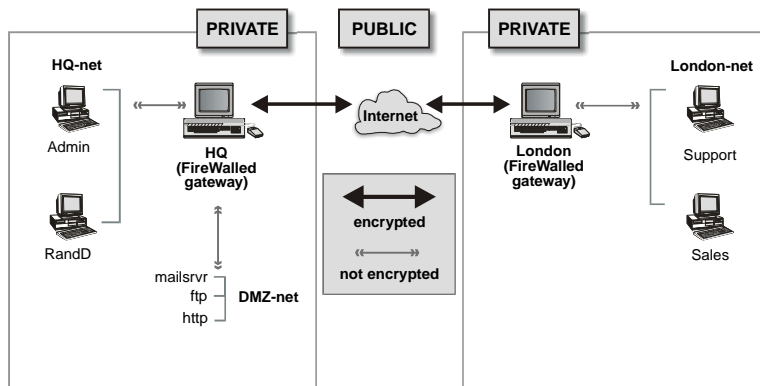 PRIVATE
PUBLIC
PRIVATE
HQ-net
London-net
Admin
RandD
HQ
(FireWalled
gateway)
Internet
London
(FireWalled
gateway)
Support
Sales
encrypted
not encrypted
mailsrvr
ftp
http
DMZ-net